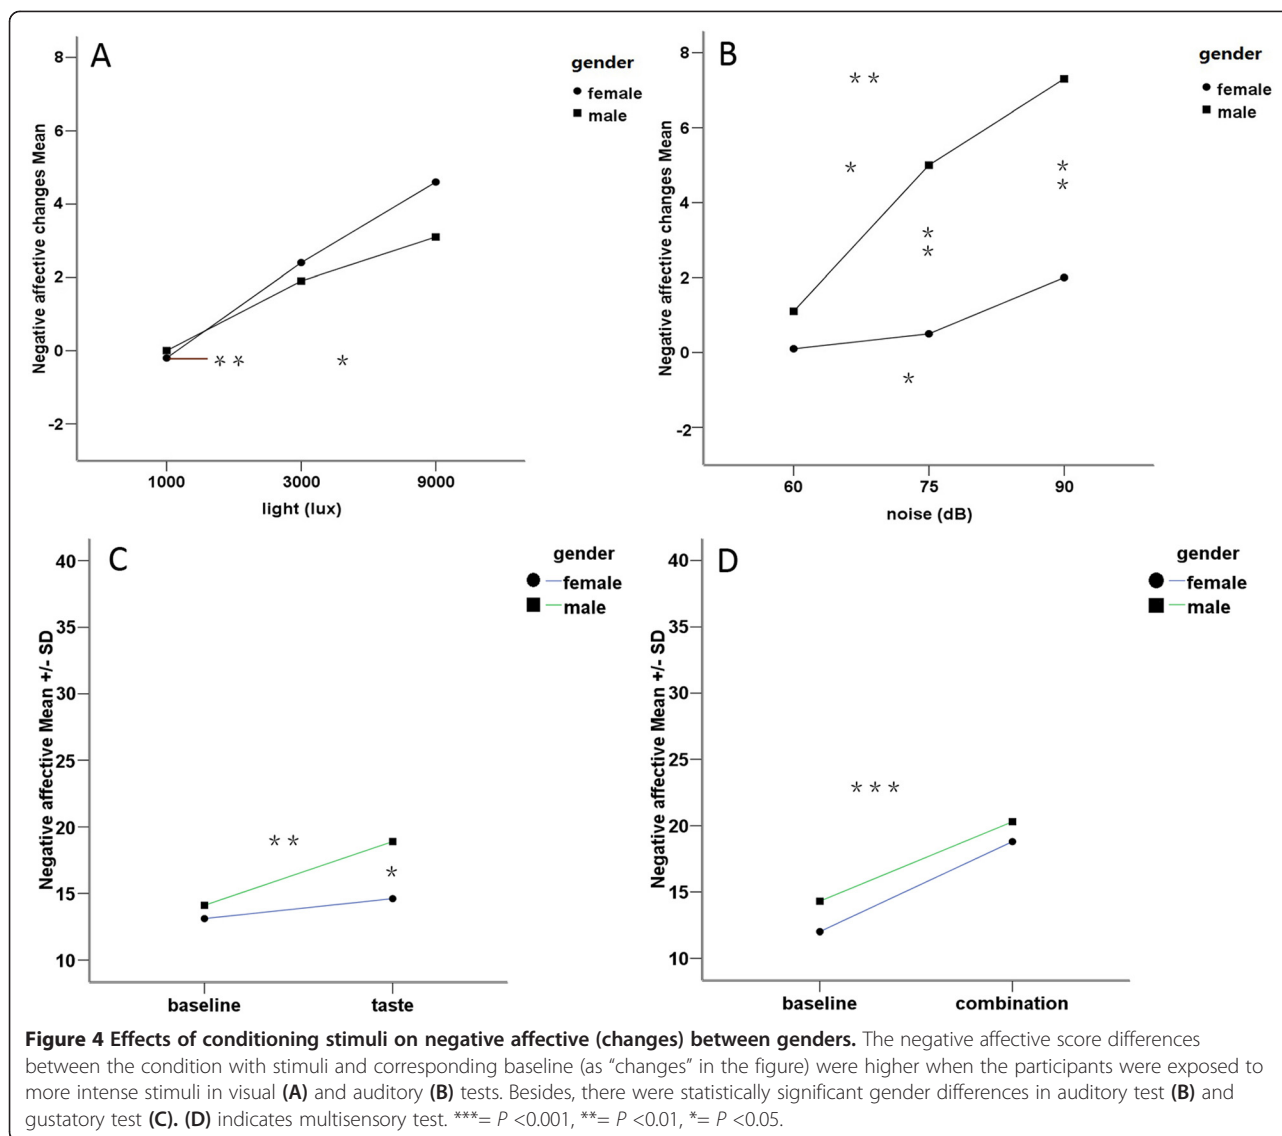 A
gender
female
male
Negative affective changes Mean
8
6
4
2
0
-2
* *
*
1000
3000
9000
light (lux)
B
gender
female
male
Negative affective changes Mean
8
6
4
2
0
-2
* *
*
*
*
*
*
*
60
75
90
noise (dB)
C
gender
female
male
Negative affective Mean +/- SD
40
35
30
25
20
15
10
* *
*
baseline
taste
D
gender
female
male
Negative affective Mean +/- SD
40
35
30
25
20
15
10
* * *
baseline
combination
Figure 4 Effects of conditioning stimuli on negative affective (changes) between genders. The negative affective score differences
between the condition with stimuli and corresponding baseline (as “changes” in the figure) were higher when the participants were exposed to
more intense stimuli in visual (A) and auditory (B) tests. Besides, there were statistically significant gender differences in auditory test (B) and
gustatory test (C). (D) indicates multisensory test. ***= P <0.001, **= P <0.01, *= P <0.05.